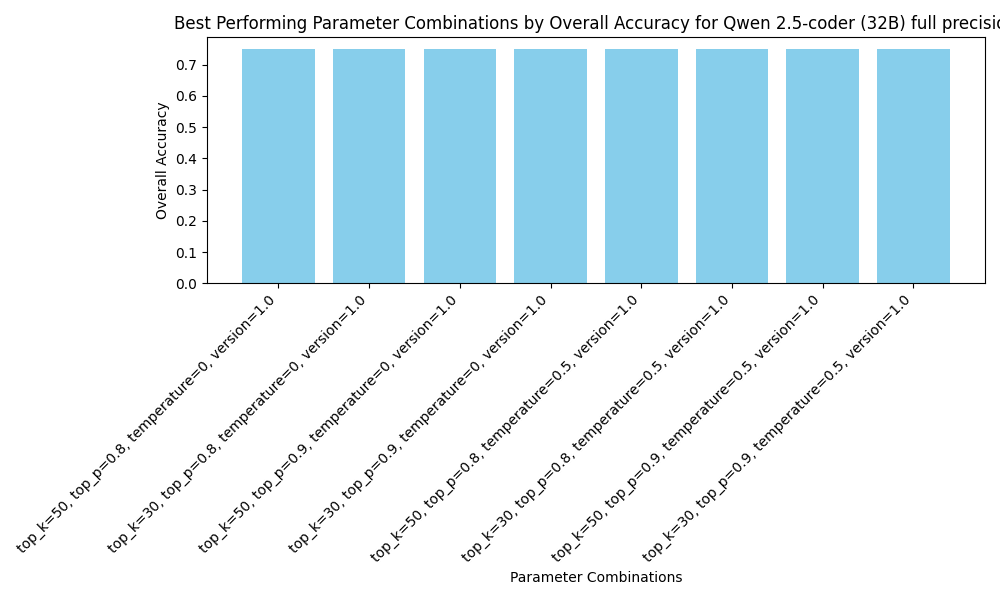 Best Performing Parameter Combinations by Overall Accuracy for Qwen 2.5-coder (32B) full precisio
Overall Accuracy
0.7
0.6
0.5
0.4
0.3
0.2
0.1
0.0
top_k=50, top_p=0.8, temperature=0, version=1.0
top_k=30, top_p=0.8, temperature=0, version=1.0
top_k=50, top_p=0.9, temperature=0, version=1.0
top_k=30, top_p=0.9, temperature=0, version=1.0
top_k=50, top_p=0.8, temperature=0.5, version=1.0
top_k=30, top_p=0.8, temperature=0.5, version=1.0
top_k=50, top_p=0.9, temperature=0.5, version=1.0
top_k=30, top_p=0.9, temperature=0.5, version=1.0
Parameter Combinations